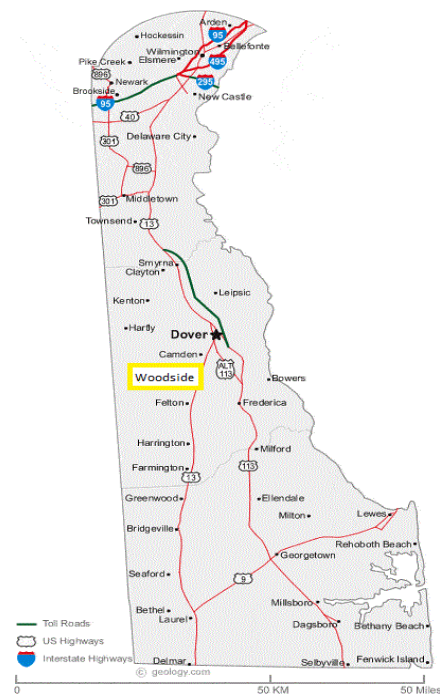 Arden
95
Hockessin
Wilmington
Bellefonte
Pike Creek
Elsmere
495
896
Newark
295
Brookside
95
New Castle
40
301
Delaware City
896
301
Middletown
Townsend
13
Smyrna
Clayton
Leipsic
Kenton
Hartly
Dover
Camden
ALT
113
Woodside
Bowers
Felton
Frederica
Harrington
Milford
Farmington
113
13
Greenwood
Ellendale
Milton
Lewes
Bridgeville
Rehoboth Beach
Georgetown
Seaford
9
Millsboro
Bethel
Laurel
Dagsboro
Bethany Beach
Toll Roads
US Highways
Interstate Highways
Delmar
Selbyville
Fenwick Island
© geology.com
0
50 KM
50 Miles